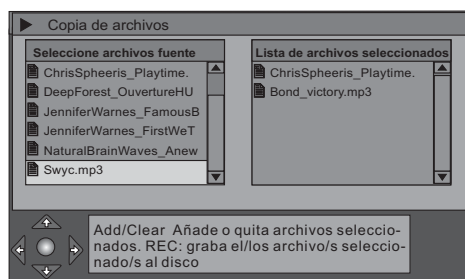 Copia de archivos
Seleccione archivos fuente
ChrisSpheeris_Playtime.
DeepForest_OuvertureHU
JenniferWarnes_FamousB
JenniferWarnes_FirstWeT
NaturalBrainWaves_Anew
Swyc.mp3
Lista de archivos seleccionados
ChrisSpheeris_Playtime.
Bond_victory.mp3
Add/Clear Añade o quita archivos seleccio-
nados. REC: graba el/los archivo/s seleccio-
nado/s al disco